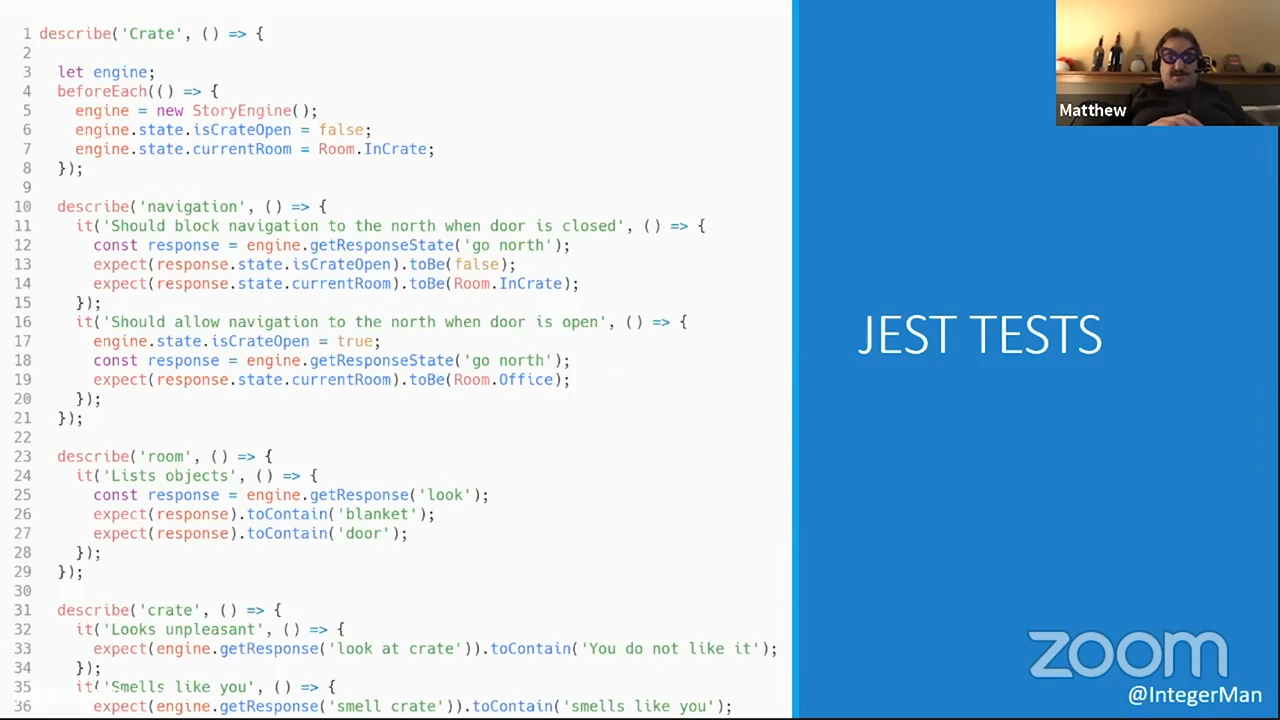 1 describe('Crate', () => {
2
3 let engine;
4 beforeEach(() => {
5 engine = new StoryEngine();
6 engine.state.isCrateOpen = false;
7 engine.state.currentRoom = Room.InCrate;
8 });
9
10 describe('navigation', () => {
11 it('Should block navigation to the north when door is closed', () => {
12 const response = engine.getResponseState('go north');
13 expect(response.state.isCrateOpen).toBe(false);
14 expect(response.state.currentRoom).toBe(Room.InCrate);
15 });
16 it('Should allow navigation to the north when door is open', () => {
17 engine.state.isCrateOpen = true;
18 const response = engine.getResponseState('go north');
19 expect(response.state.currentRoom).toBe(Room.Office);
20 });
21 });
22
23 describe('room', () => {
24 it('Lists objects', () => {
25 const response = engine.getResponse('look');
26 expect(response).toContain('blanket');
27 expect(response).toContain('door');
28 });
29 });
30
31 describe('crate', () => {
32 it('Looks unpleasant', () => {
33 expect(engine.getResponse('look at crate')).toContain('You do not like it');
34 });
35 it('Smells like you', () => {
36 expect(engine.getResponse('smell crate')).toContain('smells like you');
Matthew
JEST TESTS
zoom
@IntegerMan